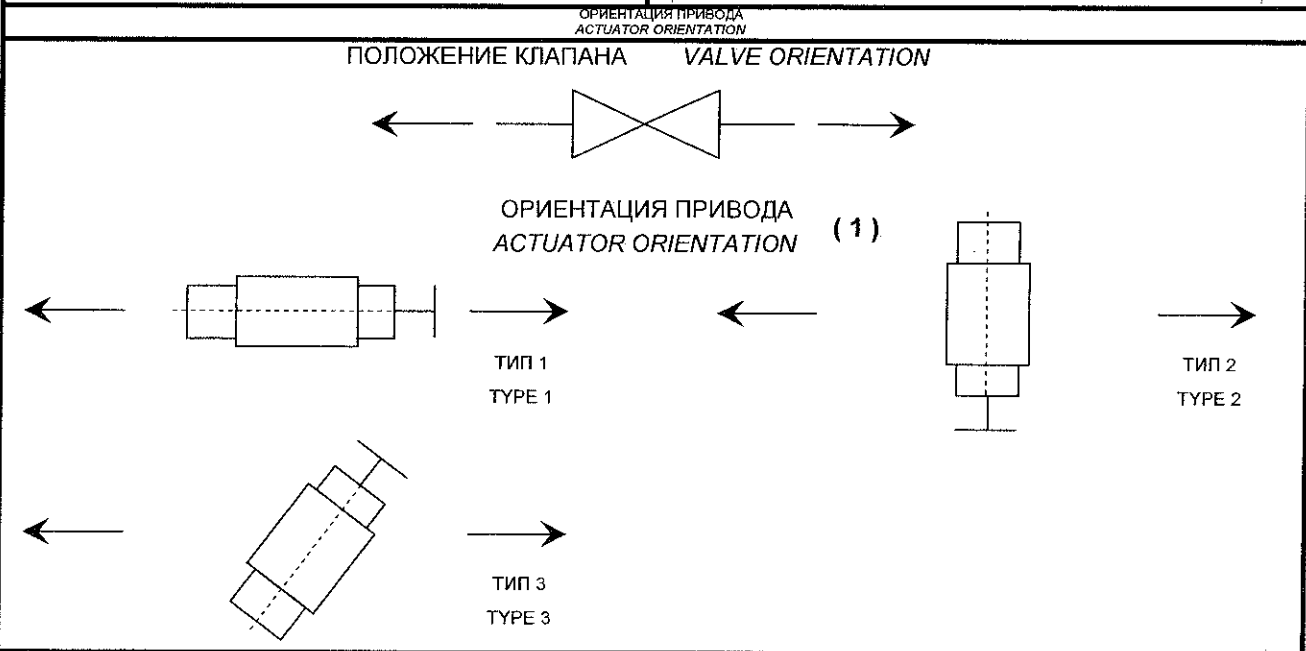 ОРИЕНТАЦИЯ ПРИВОДА
ACTUATOR ORIENTATION
ПОЛОЖЕНИЕ КЛАПАНА VALVE ORIENTATION
ОРИЕНТАЦИЯ ПРИВОДА (1)
ACTUATOR ORIENTATION
ТИП 1
TYPE 1
ТИП 2
TYPE 2
ТИП 3
TYPE 3